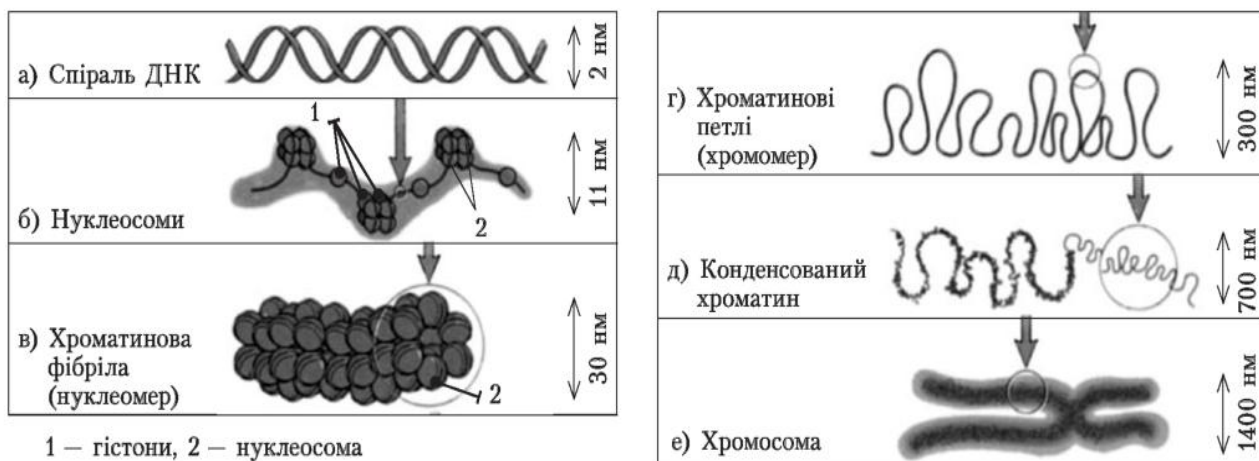 а) Спіраль ДНК
2 нм
1
б) Нуклеосоми
2
11 нм
в) Хроматинова
фібріла
(нуклеомер)
2
30 нм
1 — гістони, 2 — нуклеосома
г) Хроматинові
петлі
(хромомер)
300 нм
д) Конденсований
хроматин
700 нм
е) Хромосома
1400 нм